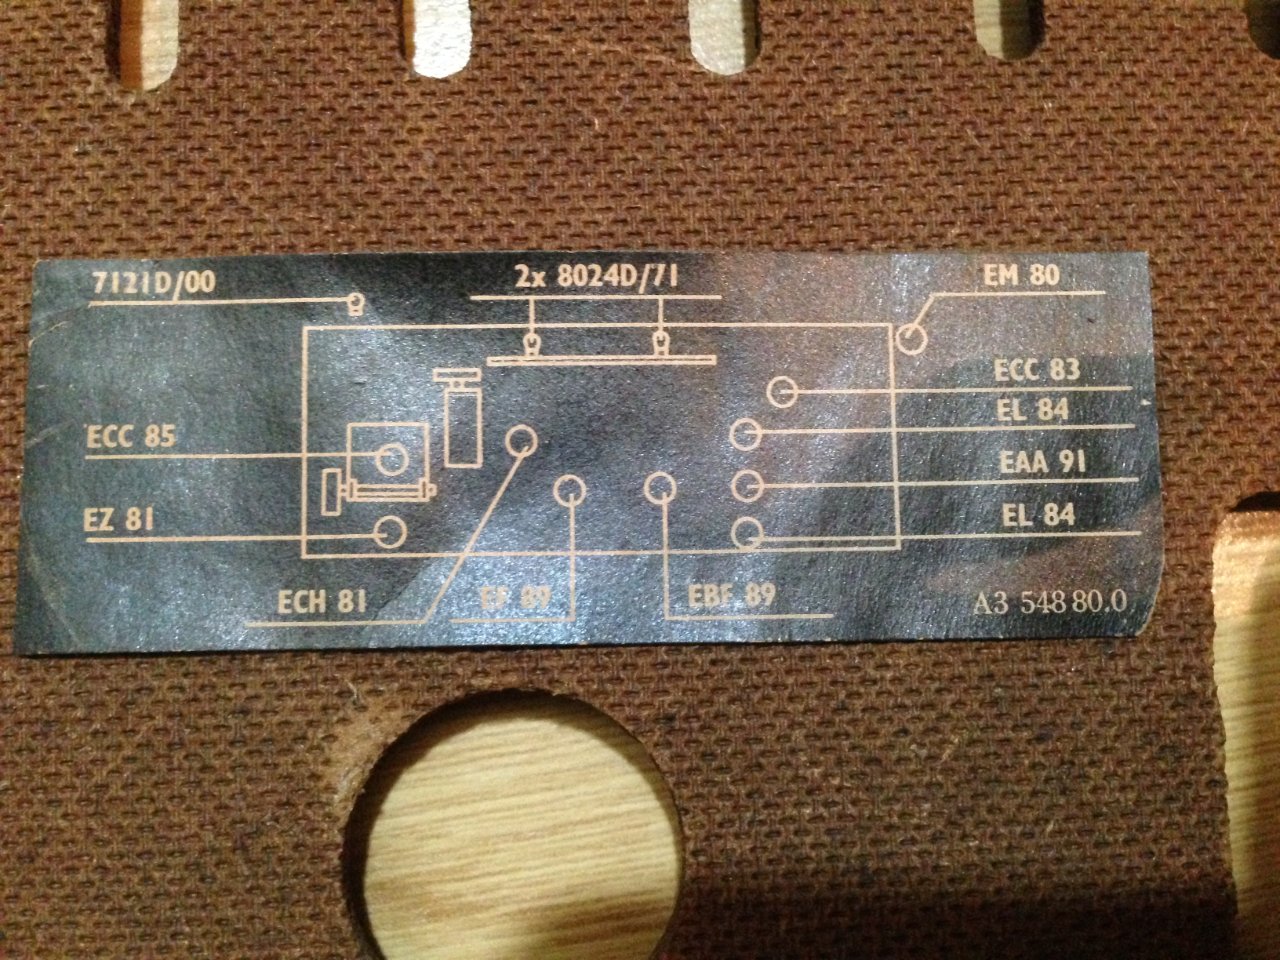 7121D/00
2x 8024D/71
EM 80
ECC 83
EL 84
ECC 85
EAA 91
EZ 81
EL 84
ECH 81
EF 89
EBF 89
A3 548 80.0